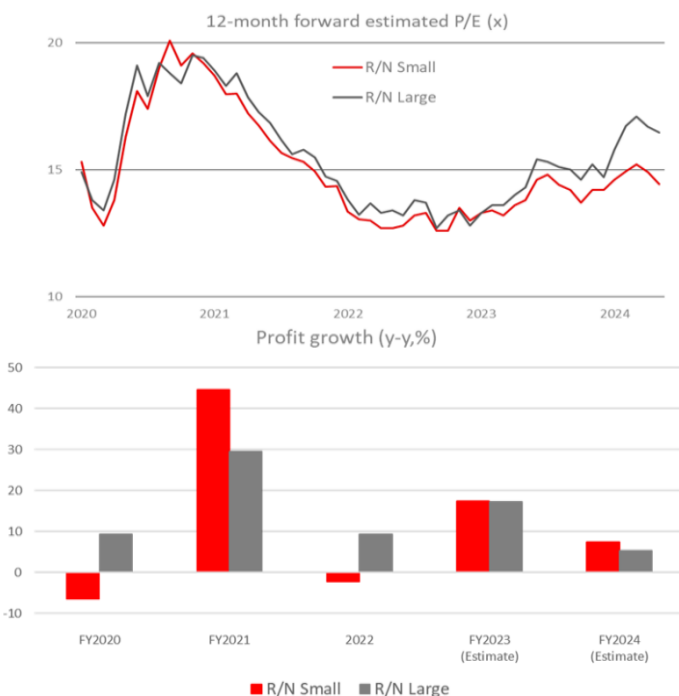 12-month forward estimated P/E (x)
20
R/N Small
R/N Large
15
10
2020 2021 2022 2023 2024
Profit growth (y-y,%)
50
40
30
20
10
0
-10
FY2020 FY2021 2022 FY2023 FY2024
(Estimate) (Estimate)
R/N Small R/N Large